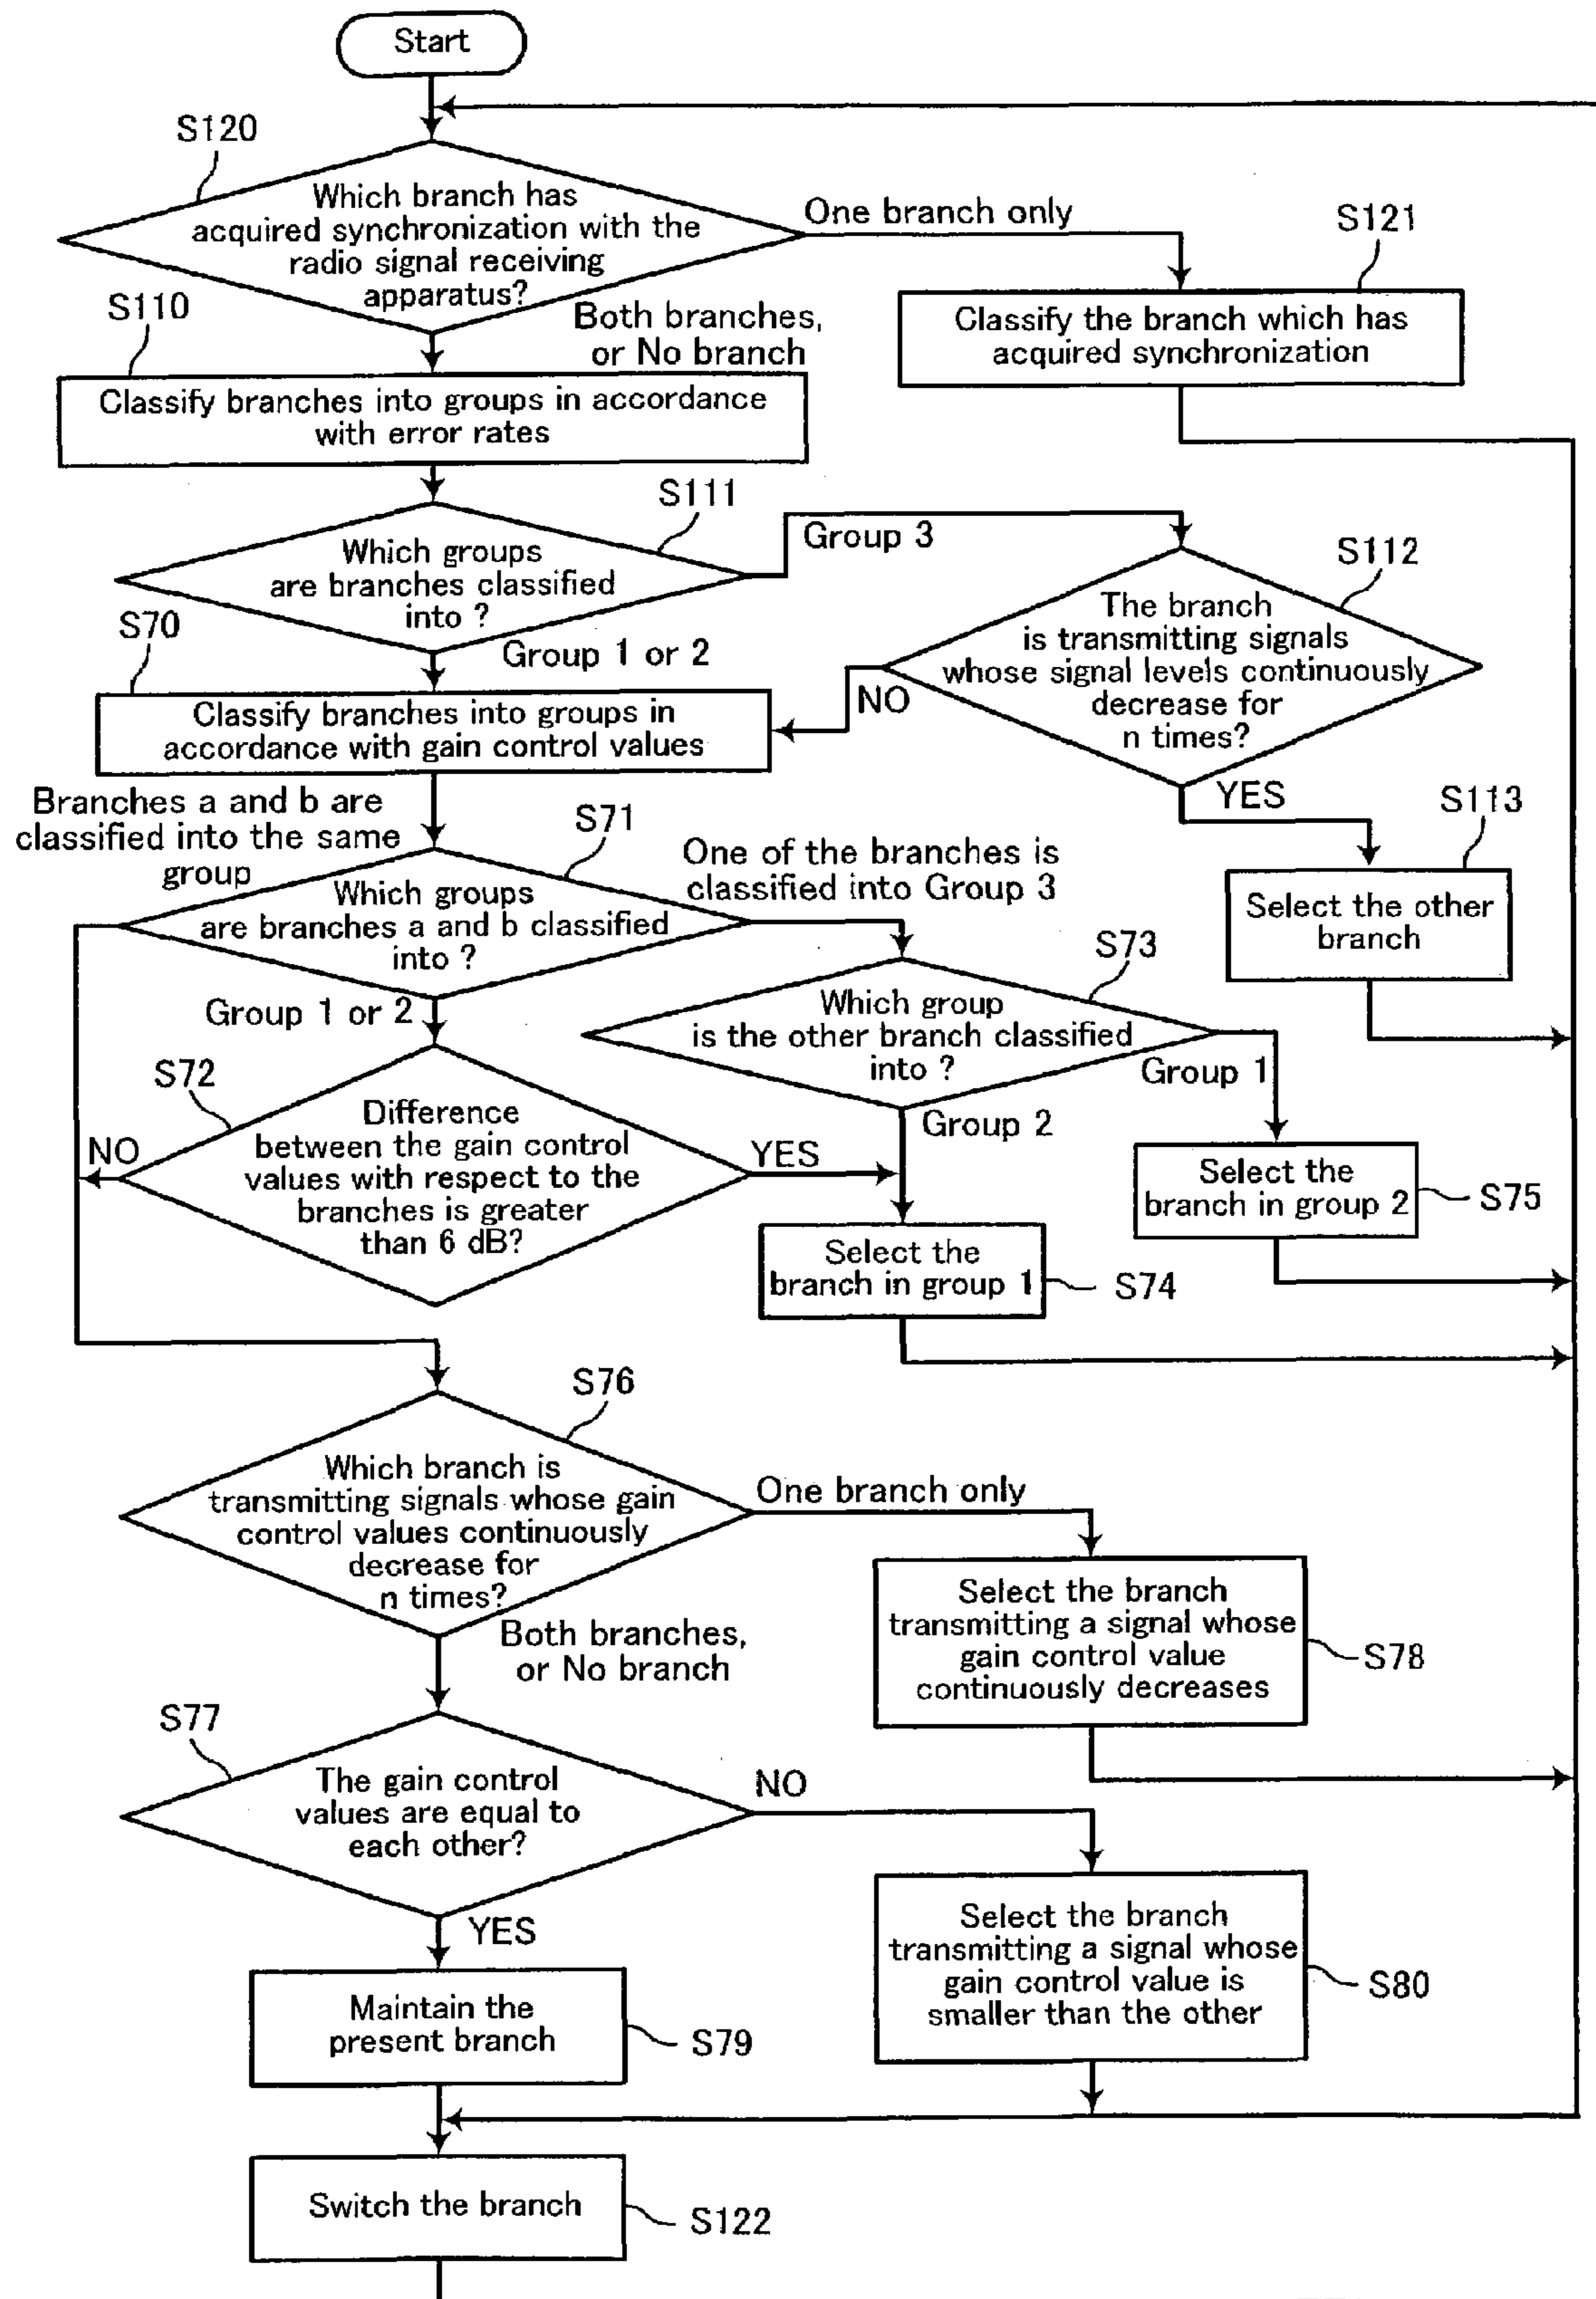 Start
S120
Which branch has
acquired synchronization with the
radio signal receiving
apparatus?
One branch only
S121
Classify the branch which has
acquired synchronization
Both branches,
or No branch
S110
Classify branches into groups in accordance
with error rates
S111
Which groups
are branches classified
into ?
Group 3
S112
The branch
is transmitting signals
whose signal levels continuously
decrease for
n times?
NO
YES
S113
Select the other
branch
Group 1 or 2
S70
Classify branches into groups in
accordance with gain control values
Branches a and b are
classified into the same
group
S71
Which groups
are branches a and b classified
into ?
One of the branches is
classified into Group 3
S73
Which group
is the other branch classified
into ?
Group 1
Group 2
Group 1 or 2
S72
Difference
between the gain control
values with respect to the
branches is greater
than 6 dB?
NO
YES
Select the
branch in group 2
S75
Select the
branch in group 1
S74
S76
Which branch is
transmitting signals whose gain
control values continuously
decrease for
n times?
One branch only
Select the branch
transmitting a signal whose
gain control value
continuously decreases
S78
Both branches,
or No branch
S77
The gain control
values are equal to
each other?
NO
Select the branch
transmitting a signal whose
gain control value is
smaller than the other
S80
YES
Maintain the
present branch
S79
Switch the branch
S122